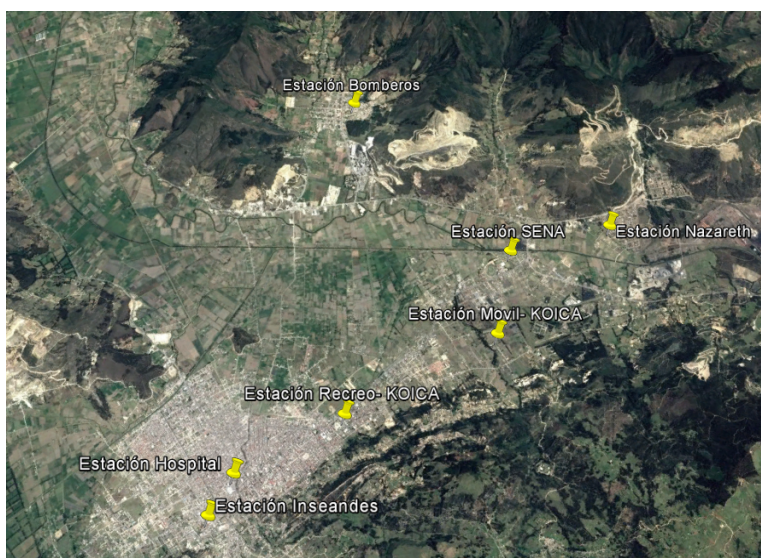 Estación Bomberos
Estación SENA
Estación Nazareth
Estación Movil- KOICA
Estación Recreo- KOICA
Estación Hospital
Estación Inseandes